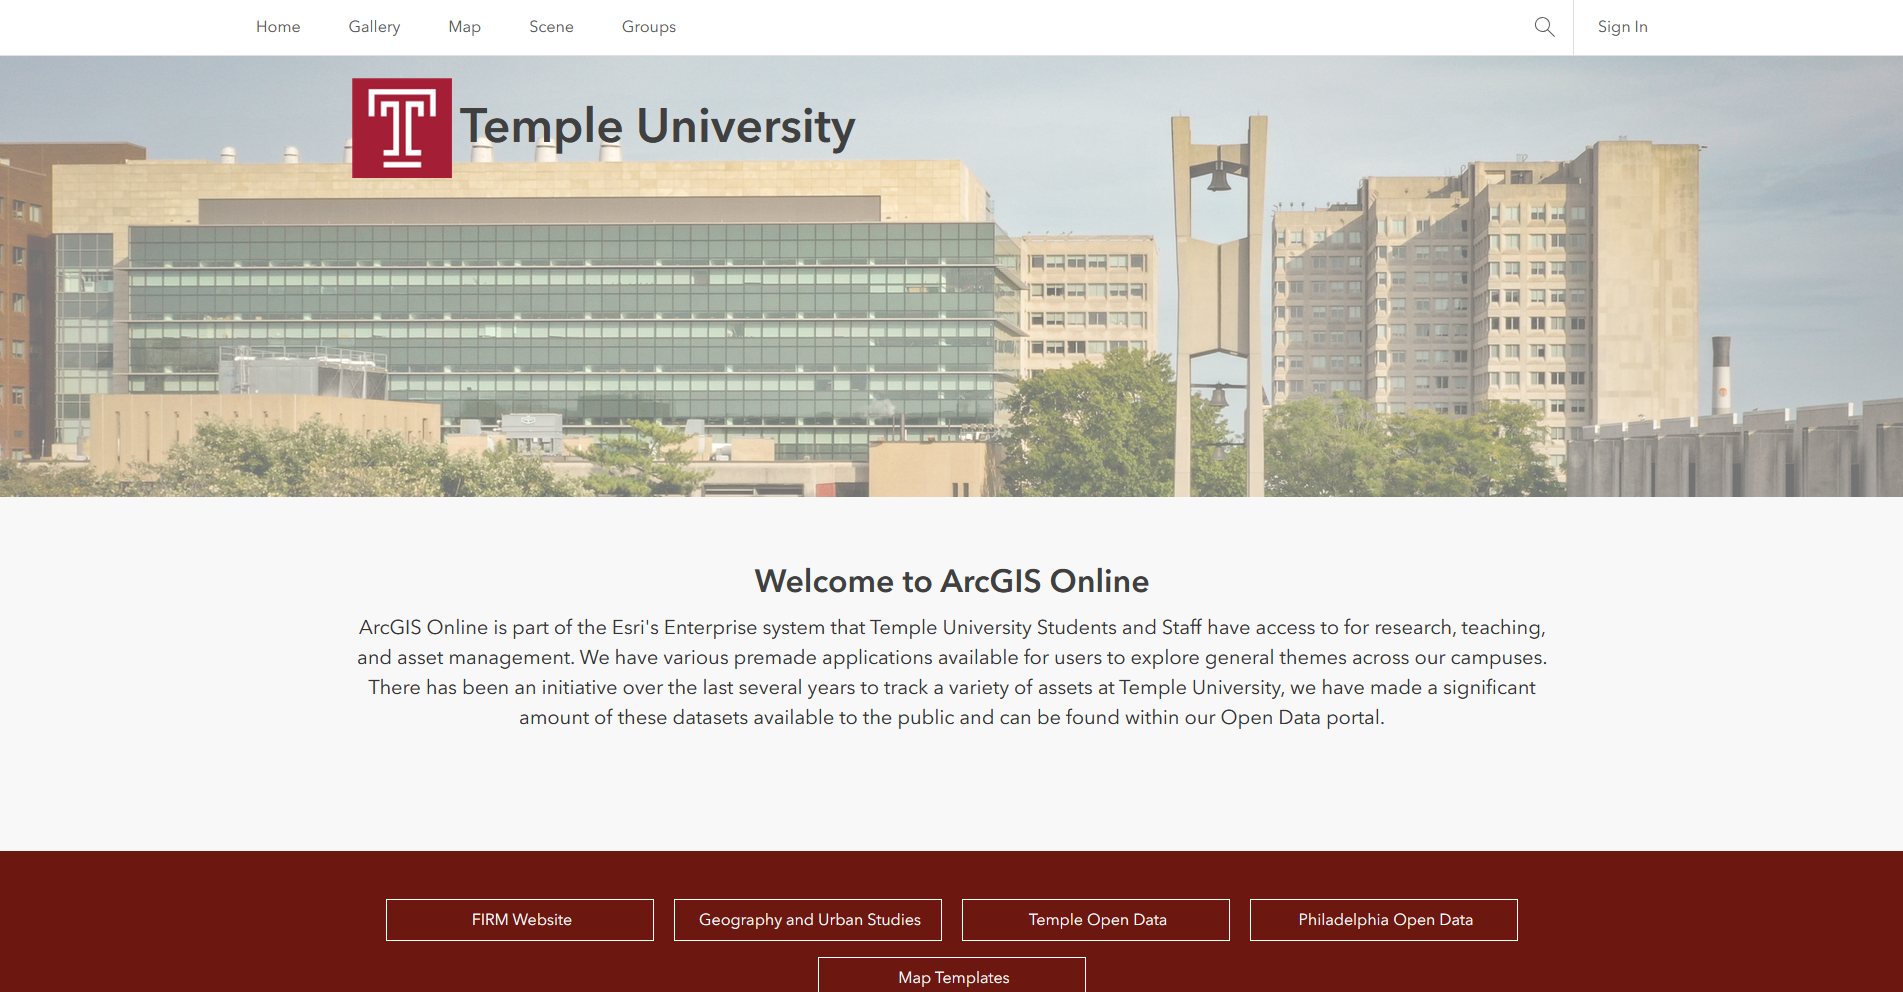 Home Gallery Map Scene Groups Sign In
T Temple University
Welcome to ArcGIS Online
ArcGIS Online is part of the Esri's Enterprise system that Temple University Students and Staff have access to for research, teaching,
and asset management. We have various premade applications available for users to explore general themes across our campuses.
There has been an initiative over the last several years to track a variety of assets at Temple University, we have made a significant
amount of these datasets available to the public and can be found within our Open Data portal.
FIRM Website Geography and Urban Studies Temple Open Data Philadelphia Open Data
Map Templates